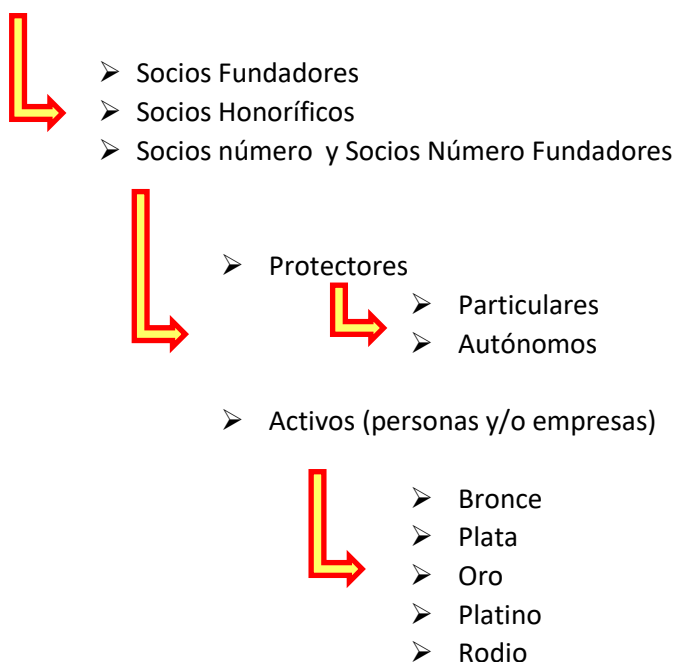 ➢ Socios Fundadores
➢ Socios Honoríficos
➢ Socios número y Socios Número Fundadores
➢ Protectores
➢ Particulares
➢ Autónomos
➢ Activos (personas y/o empresas)
➢ Bronce
➢ Plata
➢ Oro
➢ Platino
➢ Rodio